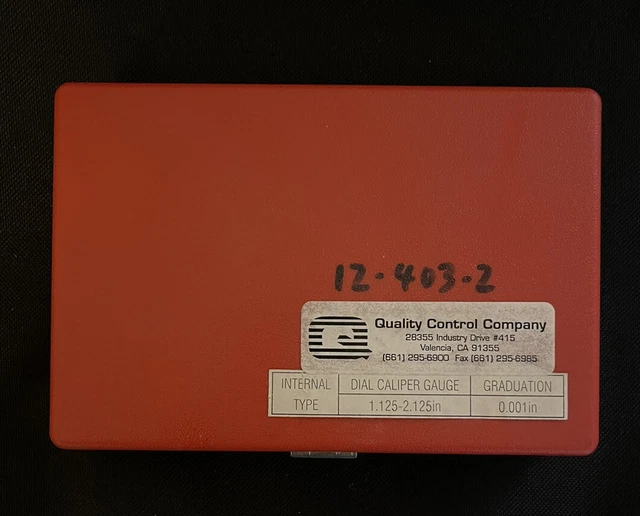 12-403-2
Q
Quality Control Company
28355 Industry Drive #415
Valencia, CA 91355
(661) 295-6900 Fax (661) 295-6985
INTERNAL DIAL CALIPER GAUGE GRADUATION
TYPE 1.125-2.125in 0.001in